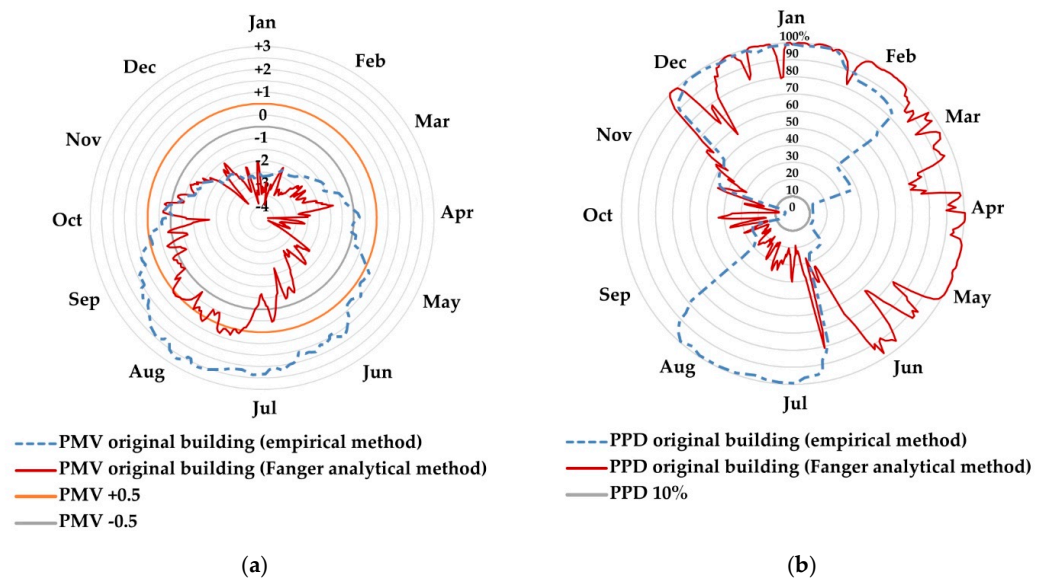 Jan
Feb
Mar
Apr
May
Jun
Jul
Aug
Sep
Oct
Nov
Dec
+3
+2
+1
0
-1
-2
-3
-4
PMV original building (empirical method)
PMV original building (Fanger analytical method)
PMV +0.5
PMV -0.5
(a)
Jan
Feb
Mar
Apr
May
Jun
Jul
Aug
Sep
Oct
Nov
Dec
100%
90
80
70
60
50
40
30
20
10
0
PPD original building (empirical method)
PPD original building (Fanger analytical method)
PPD 10%
(b)